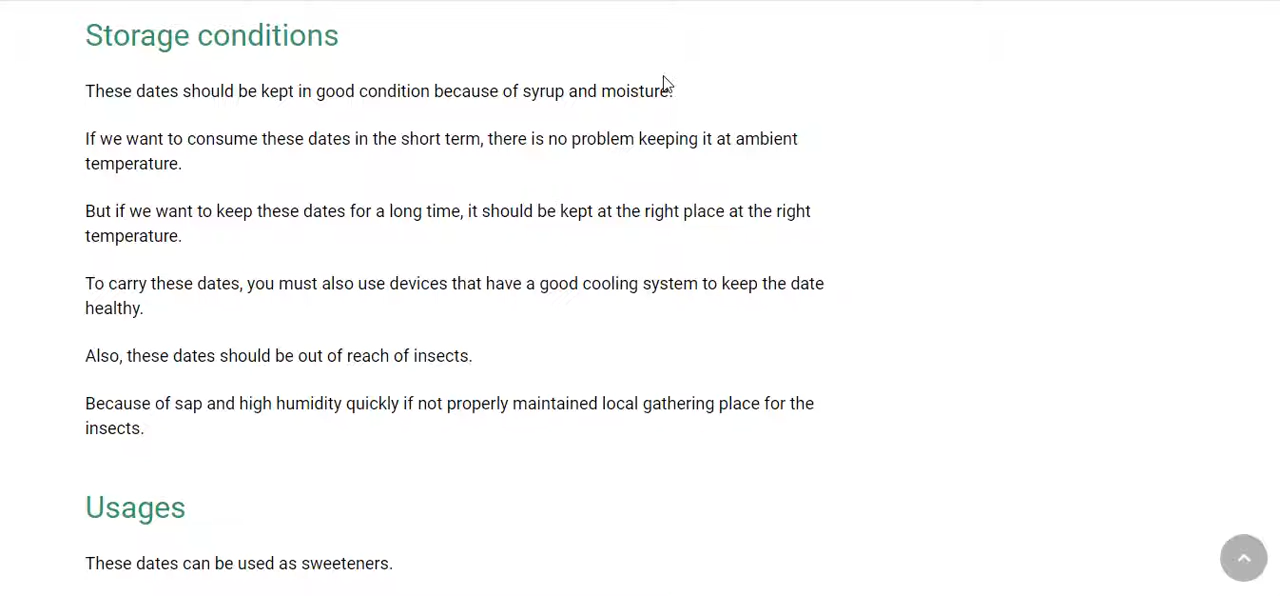 Storage conditions
These dates should be kept in good condition because of syrup and moisture.
If we want to consume these dates in the short term, there is no problem keeping it at ambient
temperature.
But if we want to keep these dates for a long time, it should be kept at the right place at the right
temperature.
To carry these dates, you must also use devices that have a good cooling system to keep the date
healthy.
Also, these dates should be out of reach of insects.
Because of sap and high humidity quickly if not properly maintained local gathering place for the
insects.
Usages
These dates can be used as sweeteners.